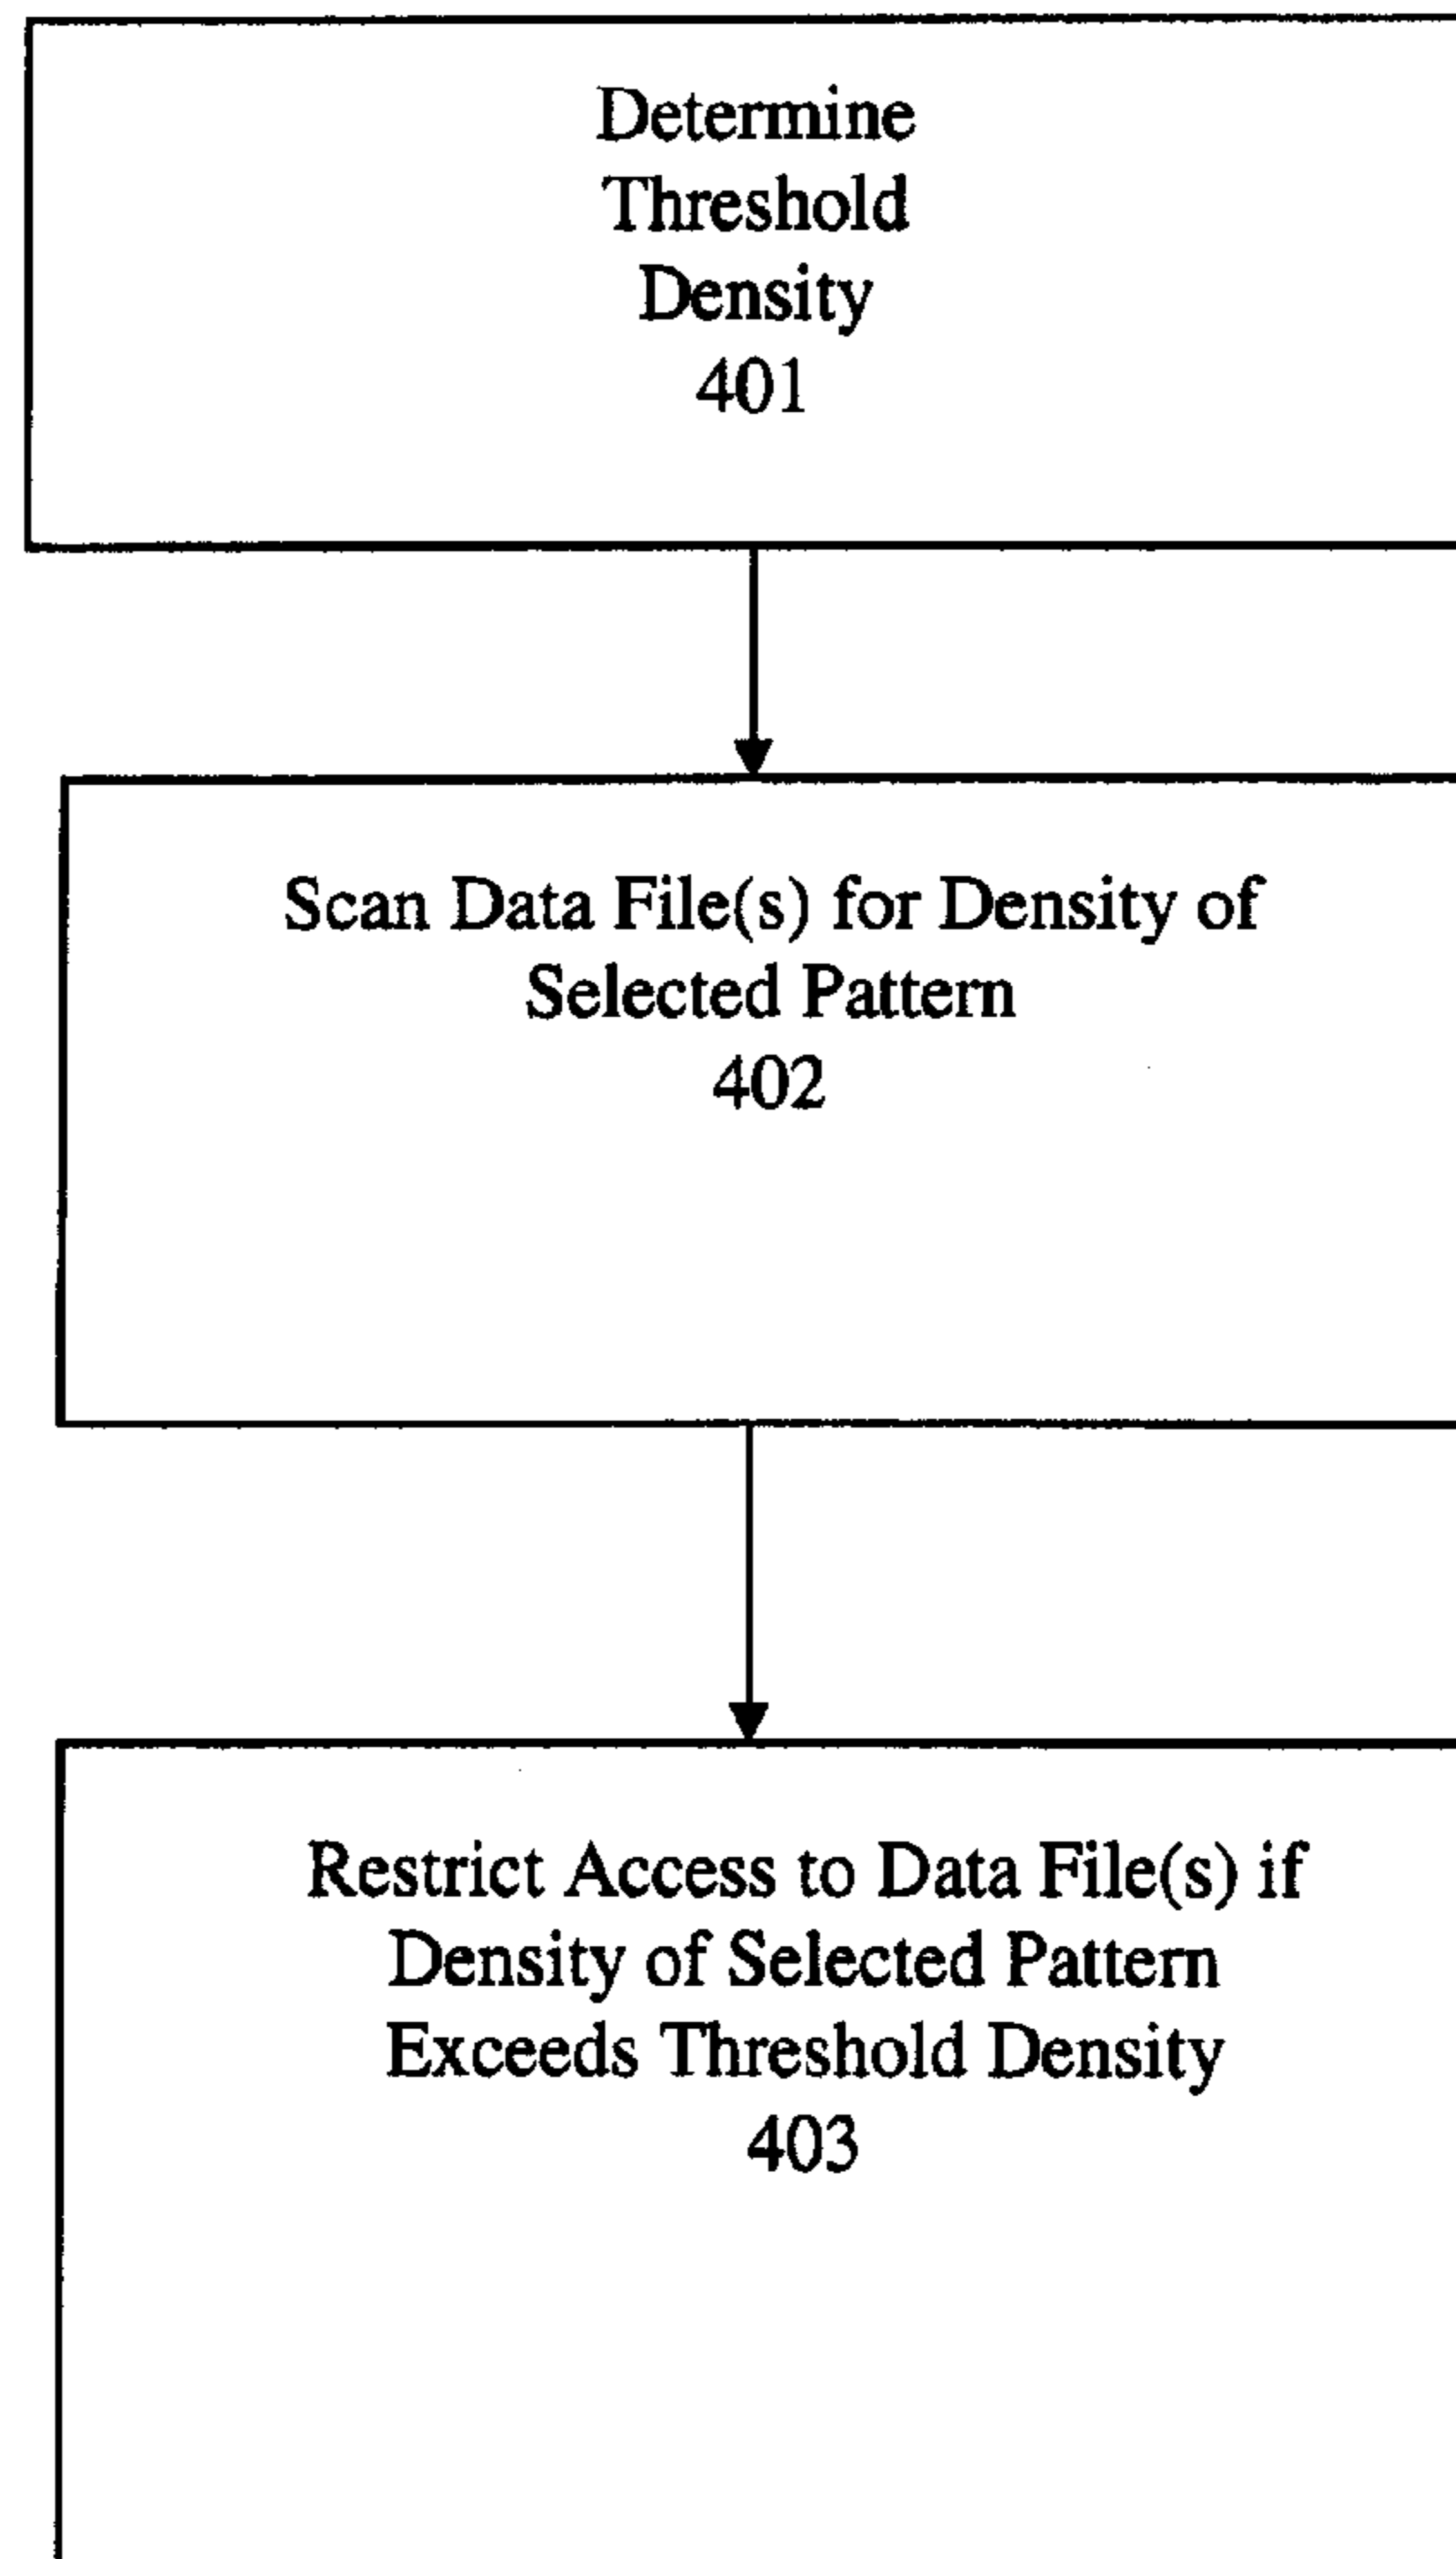 Determine
Threshold
Density
401
Scan Data File(s) for Density of
Selected Pattern
402
Restrict Access to Data File(s) if
Density of Selected Pattern
Exceeds Threshold Density
403